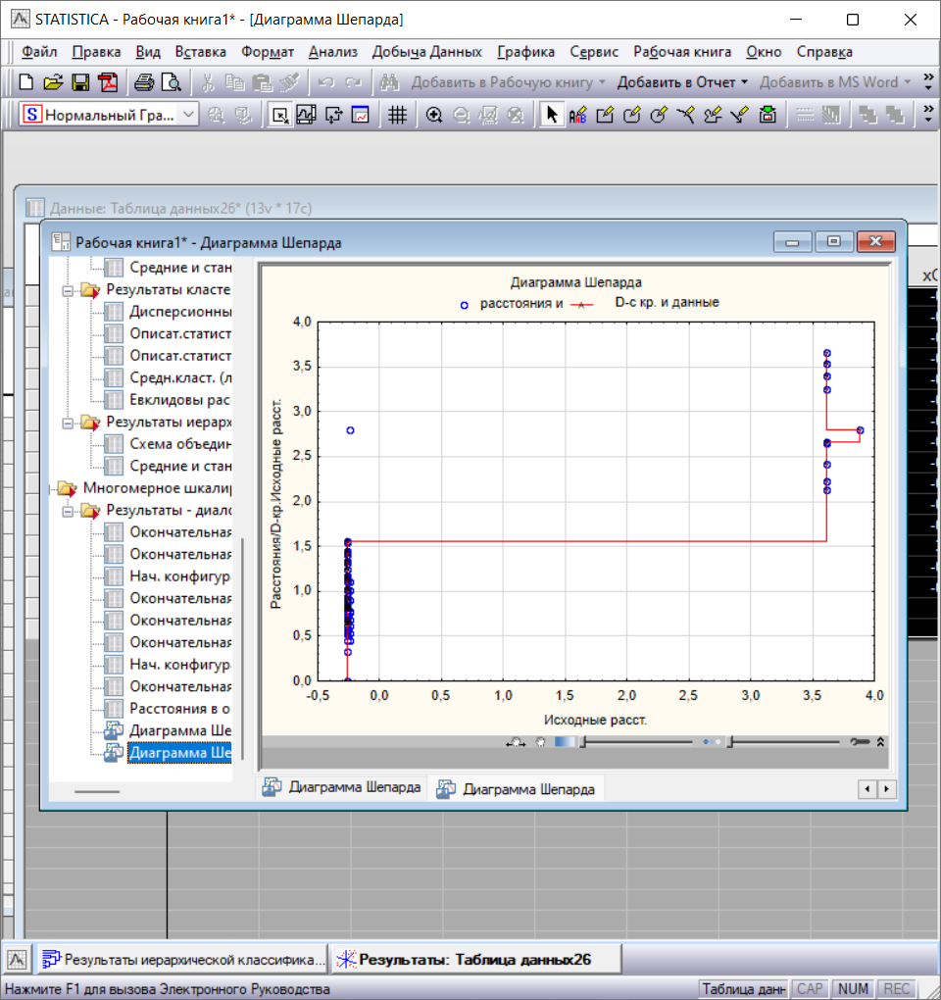 STATISTICA - Рабочая книга1* - [Диаграмма Шепарда]
Файл Правка Вид Вставка Формат Анализ Добыча Данных Графика Сервис Рабочая книга Окно Справка
Добавить в Рабочую книгу Добавить в Отчет Добавить в MS Word
S Нормальный Гра...
Данные: Таблица данных26* (13v * 17c)
Рабочая книга1* - Диаграмма Шепарда
Средние и стан
Результаты класте
Дисперсионны
Описат.статист
Описат.статист
Средн.класт. (л
Евклидовы рас
Результаты иерарх
Схема объедин
Средние и стан
Многомерное шкалир
Результаты - диало
Окончательная
Окончательная
Нач. конфигур
Окончательная
Окончательная
Окончательная
Нач. конфигур
Окончательная
Расстояния в о
Диаграмма Ше
Диаграмма Ше
Диаграмма Шепарда
расстояния и D-с кр. и данные
4,0
3,5
3,0
2,5
2,0
1,5
1,0
0,5
0,0
Расстояния/D-кр.Исходные расст.
-0,5 0,0 0,5 1,0 1,5 2,0 2,5 3,0 3,5 4,0
Исходные расст.
Диаграмма Шепарда Диаграмма Шепарда
Результаты иерархической классифика... Результаты: Таблица данных26
Нажмите F1 для вызова Электронного Руководства Таблица данн CAP NUM REC